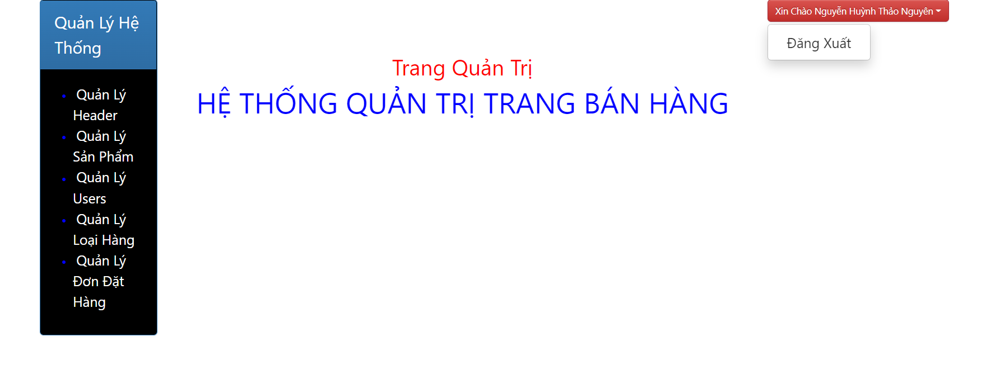 Quản Lý Hệ
Thống
Quản Lý
Header
Quản Lý
Sản Phẩm
Quản Lý
Users
Quản Lý
Loại Hàng
Quản Lý
Đơn Đặt
Hàng
Trang Quản Trị
HỆ THỐNG QUẢN TRỊ TRANG BÁN HÀNG
Xin Chào Nguyễn Huỳnh Thảo Nguyên
Đăng Xuất